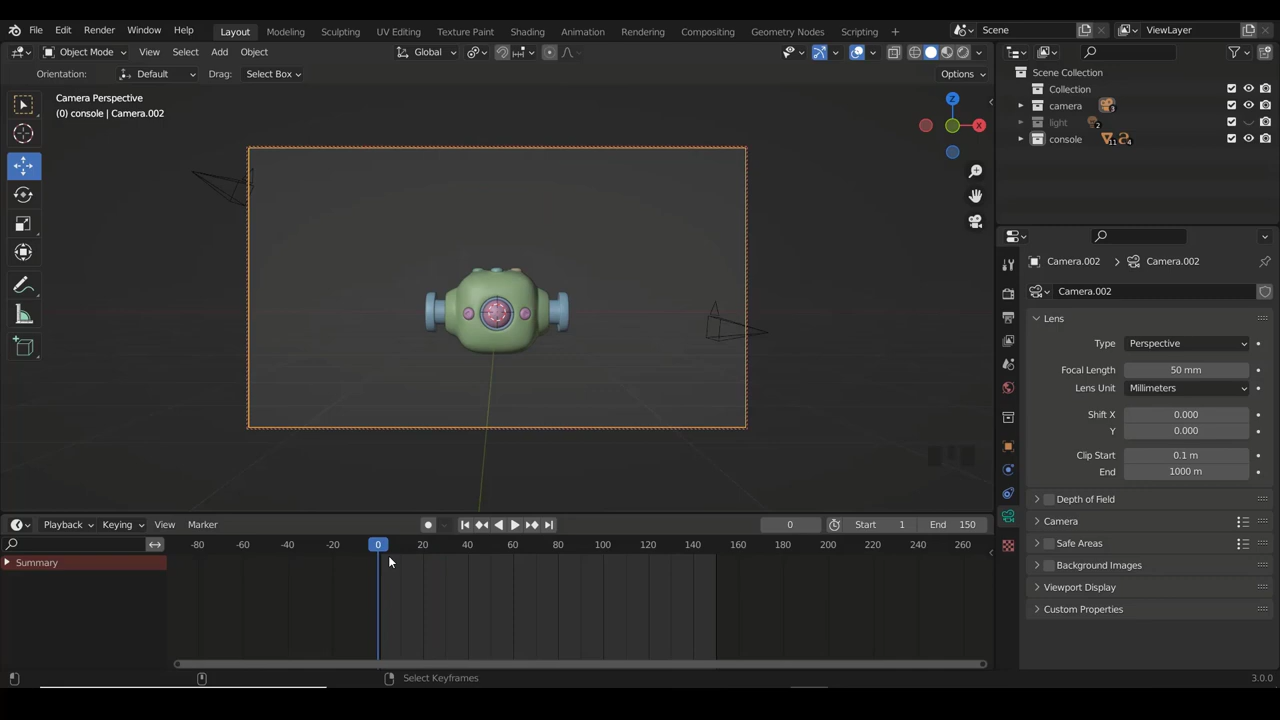 File Edit Render Window Help Layout Modeling Sculpting UV Editing Texture Paint Shading Animation Rendering Compositing Geometry Nodes Scripting + Scene ViewLayer
Object Mode View Select Add Object Global
Orientation: Default Drag: Select Box Options
Camera Perspective
(0) console | Camera.002
Z
X
Scene Collection
Collection
camera 3
light 2
console 11 4
Camera.002 > Camera.002
Camera.002
Lens
Type Perspective
Focal Length 50 mm
Lens Unit Millimeters
Shift X 0.000
Y 0.000
Clip Start 0.1 m
End 1000 m
Depth of Field
Camera
Safe Areas
Background Images
Viewport Display
Custom Properties
Playback Keying View Marker 0 Start 1 End 150
-80 -60 -40 -20 0 20 40 60 80 100 120 140 160 180 200 220 240 260
Summary
Select Keyframes 3.0.0